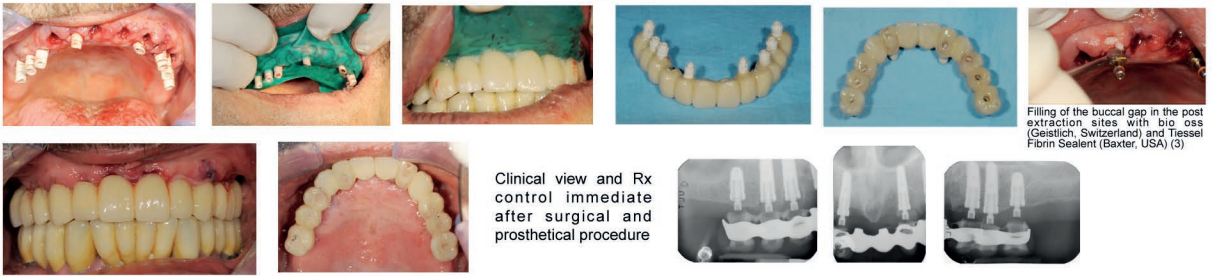 Filling of the buccal gap in the post
extraction sites with bio oss
(Geistlich, Switzerland) and Tiessel
Fibrin Sealent (Baxter, USA) (3)
Clinical view and Rx
control immediate
after surgical and
prosthetical procedure